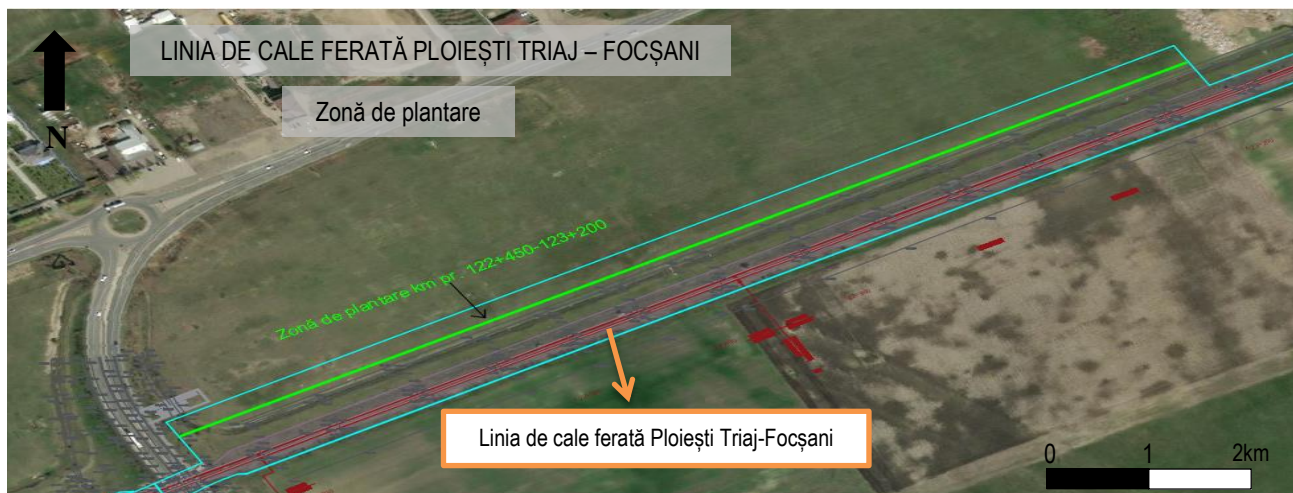 LINIA DE CALE FERATĂ PLOIEȘTI TRIAJ – FOCȘANI
Zonă de plantare
N
Zonă de plantare km pr. 122+450-123+200
Linia de cale ferată Ploiești Triaj-Focșani
0 1 2km